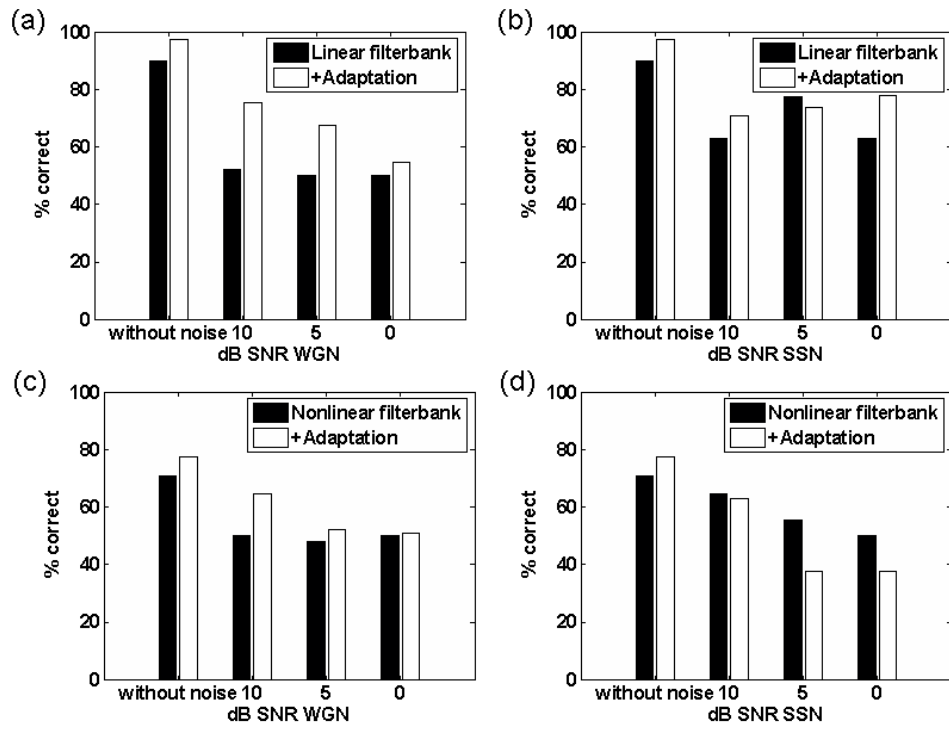 (a)
100
80
60
40
20
0
% correct
Linear filterbank
+Adaptation
without noise 10 5 0
dB SNR WGN
(b)
100
80
60
40
20
0
% correct
Linear filterbank
+Adaptation
without noise 10 5 0
dB SNR SSN
(c)
100
80
60
40
20
0
% correct
Nonlinear filterbank
+Adaptation
without noise 10 5 0
dB SNR WGN
(d)
100
80
60
40
20
0
% correct
Nonlinear filterbank
+Adaptation
without noise 10 5 0
dB SNR SSN